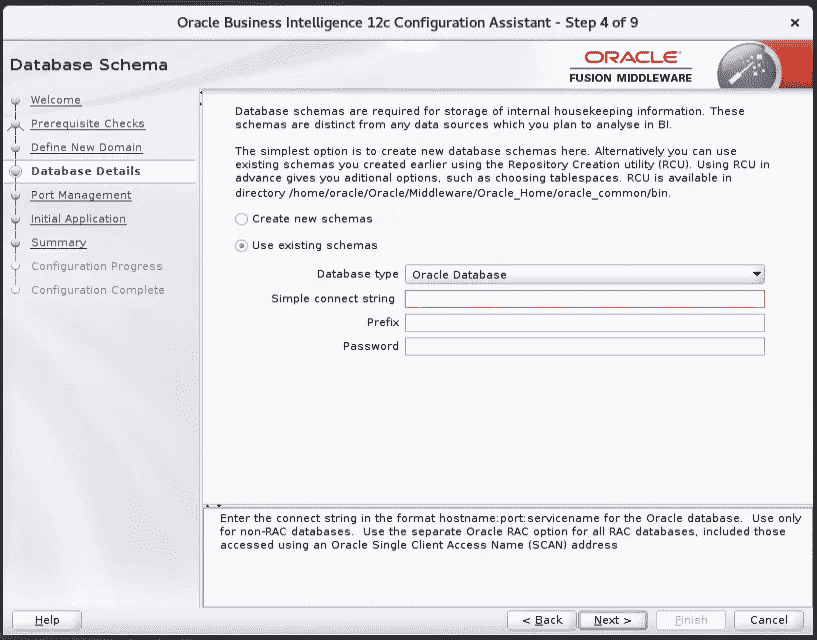 Oracle Business Intelligence 12c Configuration Assistant - Step 4 of 9
×
Database Schema
ORACLE
FUSION MIDDLEWARE
Welcome
Prerequisite Checks
Define New Domain
Database Details
Port Management
Initial Application
Summary
Configuration Progress
Configuration Complete
Database schemas are required for storage of internal housekeeping information. These
schemas are distinct from any data sources which you plan to analyse in BI.
The simplest option is to create new database schemas here. Alternatively you can use
existing schemas you created earlier using the Repository Creation utility (RCU). Using RCU in
advance gives you aditional options, such as choosing tablespaces. RCU is available in
directory /home/oracle/Oracle/Middleware/Oracle_Home/oracle_common/bin.
Create new schemas
Use existing schemas
Database type Oracle Database
Simple connect string
Prefix
Password
Enter the connect string in the format hostname:port:servicename for the Oracle database. Use only
for non-RAC databases. Use the separate Oracle RAC option for all RAC databases, included those
accessed using an Oracle Single Client Access Name (SCAN) address
Help
< Back
Next >
Finish
Cancel